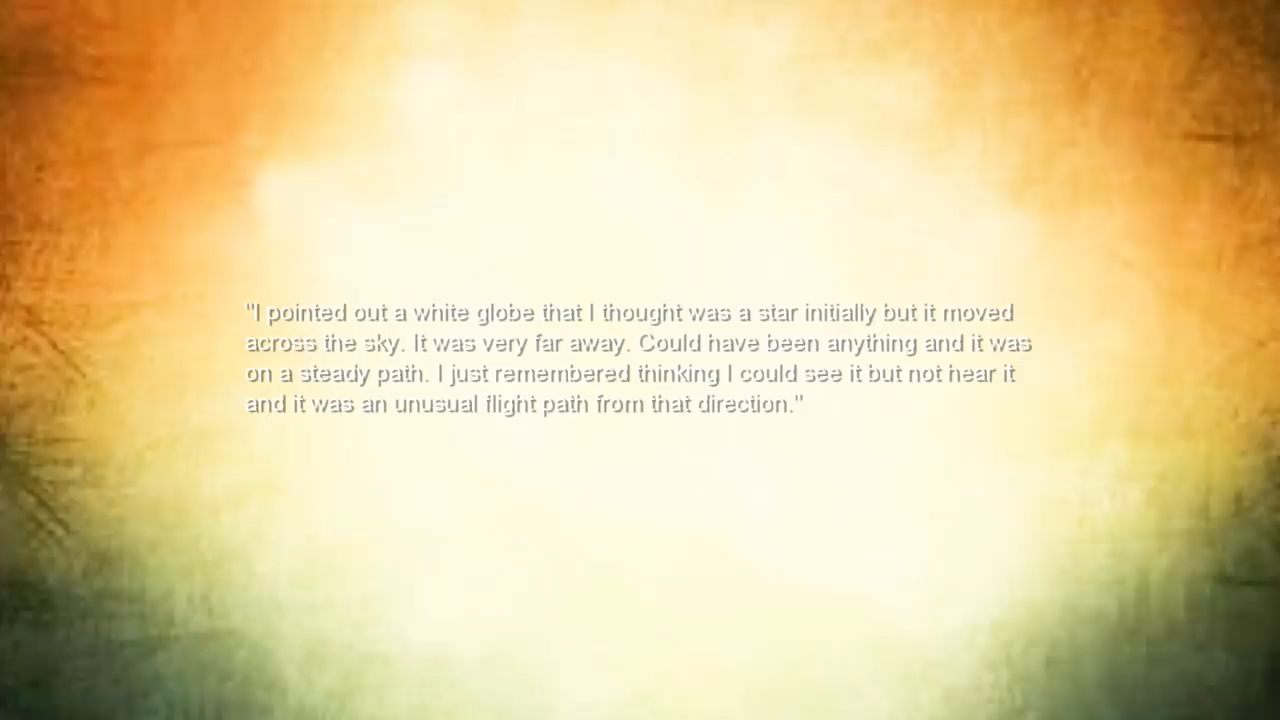 "I pointed out a white globe that I thought was a star initially but it moved
across the sky. It was very far away. Could have been anything and it was
on a steady path. I just remembered thinking I could see it but not hear it
and it was an unusual flight path from that direction."